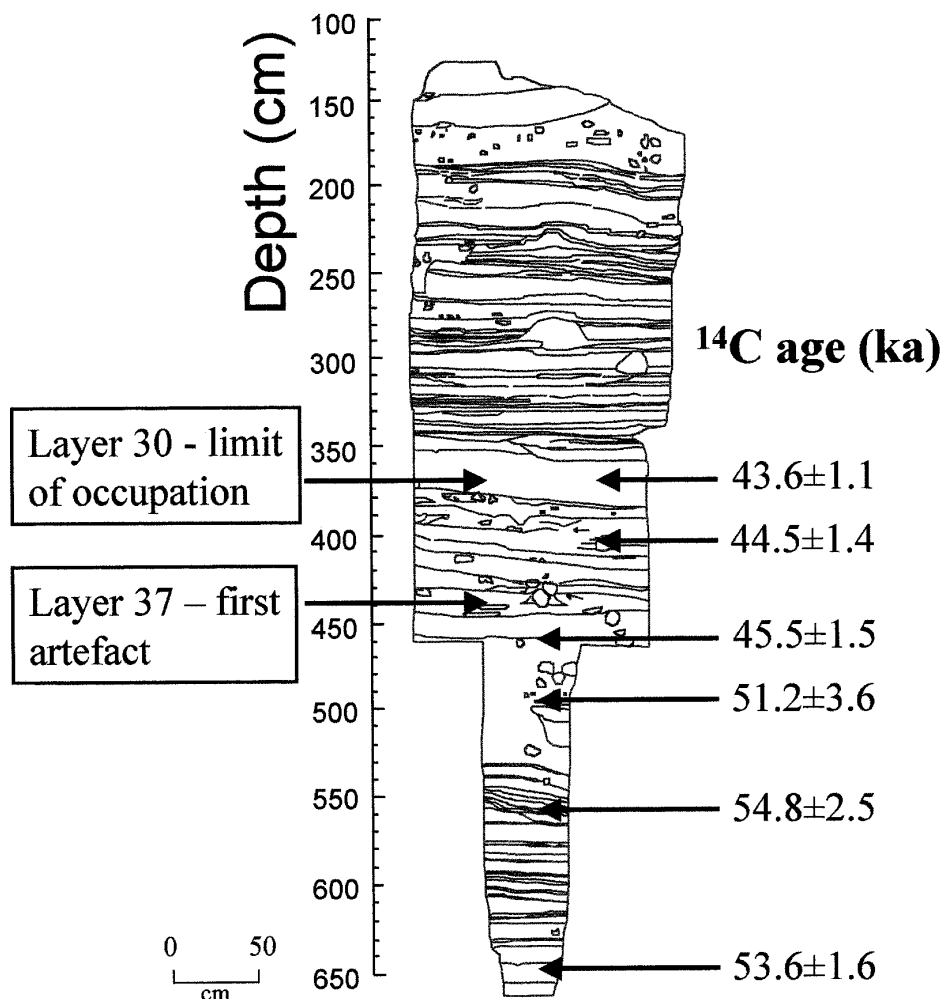 100
150
200
250
300
350
400
450
500
550
600
650
Depth (cm)
¹⁴C age (ka)
Layer 30 - limit
of occupation
Layer 37 – first
artefact
43.6±1.1
44.5±1.4
45.5±1.5
51.2±3.6
54.8±2.5
53.6±1.6
0 50
cm